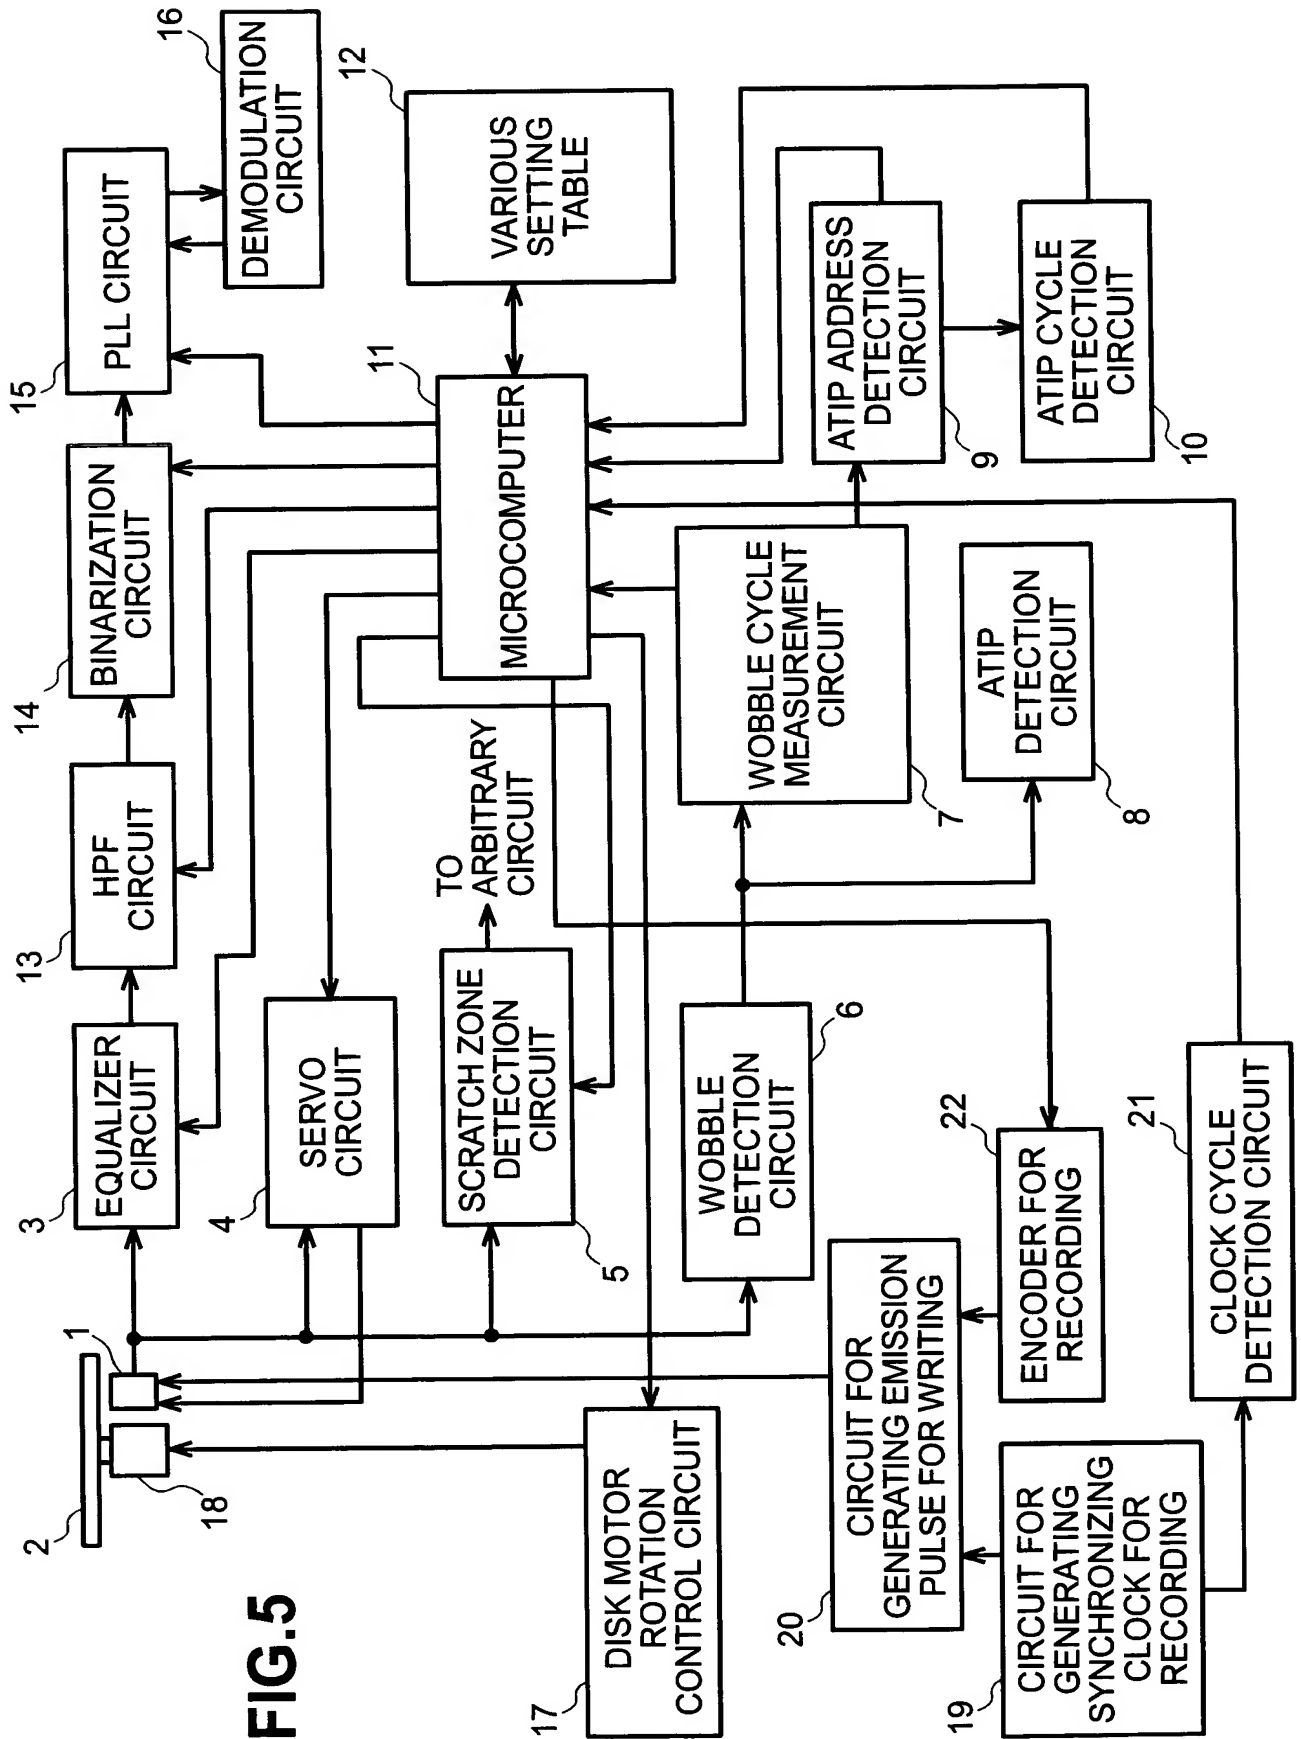 FIG.5
2
18
1
3
EQUALIZER
CIRCUIT
13
HPF
CIRCUIT
14
BINARIZATION
CIRCUIT
15
PLL CIRCUIT
16
DEMODULATION
CIRCUIT
4
SERVO
CIRCUIT
5
SCRATCH ZONE
DETECTION
CIRCUIT
TO
ARBITRARY
CIRCUIT
11
MICROCOMPUTER
12
VARIOUS
SETTING
TABLE
17
DISK MOTOR
ROTATION
CONTROL CIRCUIT
6
WOBBLE
DETECTION
CIRCUIT
7
WOBBLE CYCLE
MEASUREMENT
CIRCUIT
9
ATIP ADDRESS
DETECTION
CIRCUIT
8
ATIP
DETECTION
CIRCUIT
10
ATIP CYCLE
DETECTION
CIRCUIT
20
CIRCUIT FOR
GENERATING EMISSION
PULSE FOR WRITING
22
ENCODER FOR
RECORDING
19
CIRCUIT FOR
GENERATING
SYNCHRONIZING
CLOCK FOR
RECORDING
21
CLOCK CYCLE
DETECTION CIRCUIT